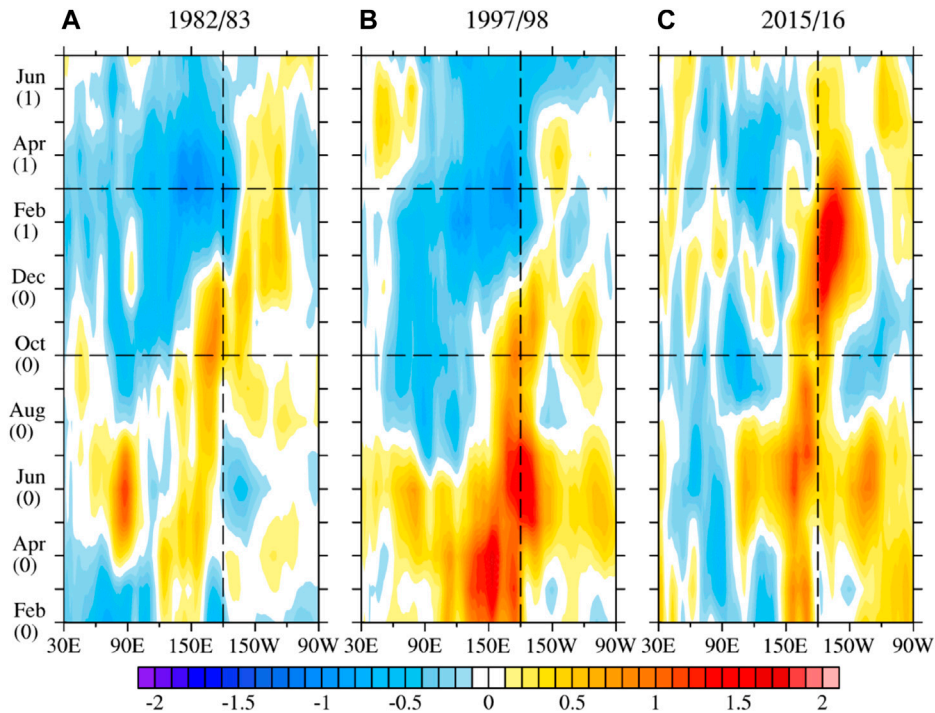 A 1982/83 B 1997/98 C 2015/16
Jun
(1)
Apr
(1)
Feb
(1)
Dec
(0)
Oct
(0)
Aug
(0)
Jun
(0)
Apr
(0)
Feb
(0)
30E 90E 150E 150W 90W 30E 90E 150E 150W 90W 30E 90E 150E 150W 90W
-2 -1.5 -1 -0.5 0 0.5 1 1.5 2